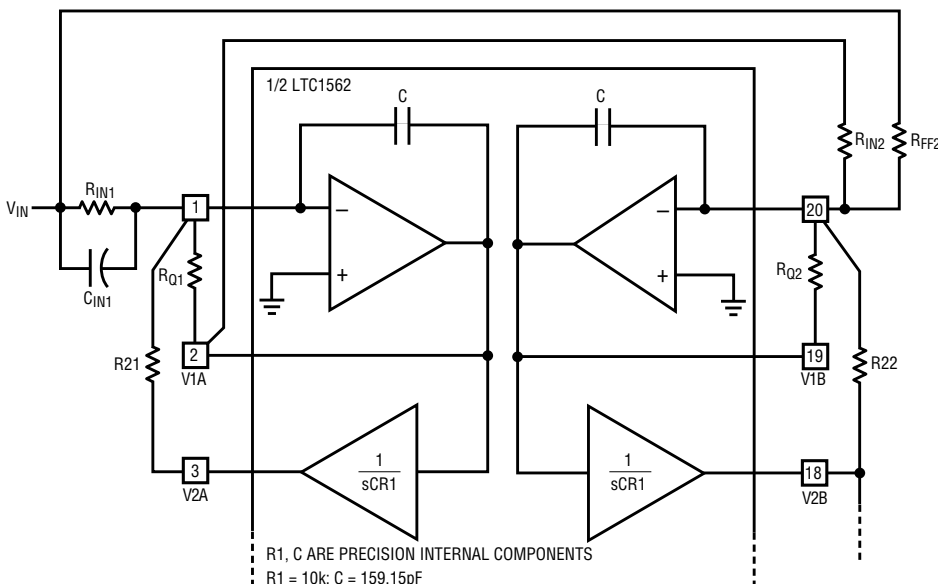 1/2 LTC1562
C
C
RIN2
RFF2
RIN1
VIN
1
20
−
−
+
+
RQ1
RQ2
CIN1
R21
2
V1A
19
V1B
R22
3
V2A
1
sCR1
1
sCR1
18
V2B
R1, C ARE PRECISION INTERNAL COMPONENTS
R1 = 10k; C = 159.15pF